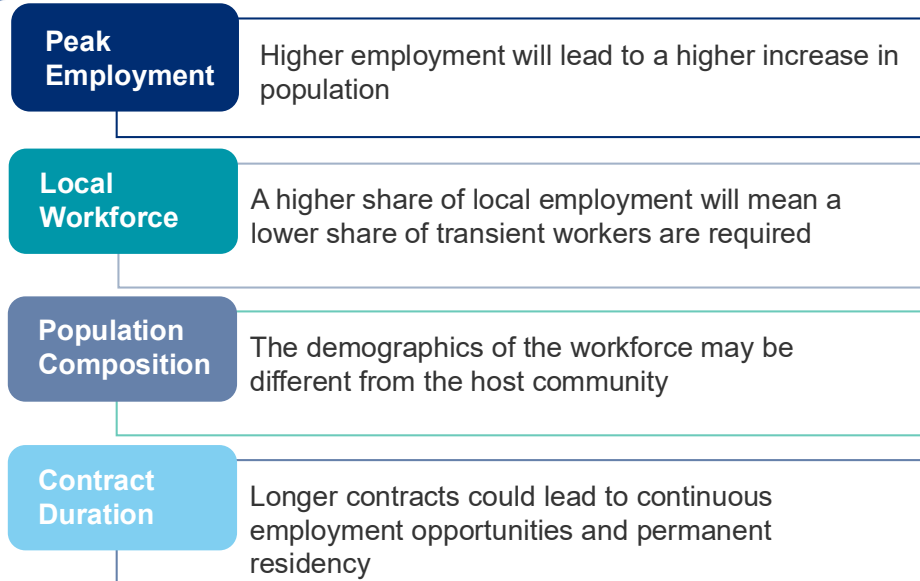 Peak
Employment
Higher employment will lead to a higher increase in
population
Local
Workforce
A higher share of local employment will mean a
lower share of transient workers are required
Population
Composition
The demographics of the workforce may be
different from the host community
Contract
Duration
Longer contracts could lead to continuous
employment opportunities and permanent
residency